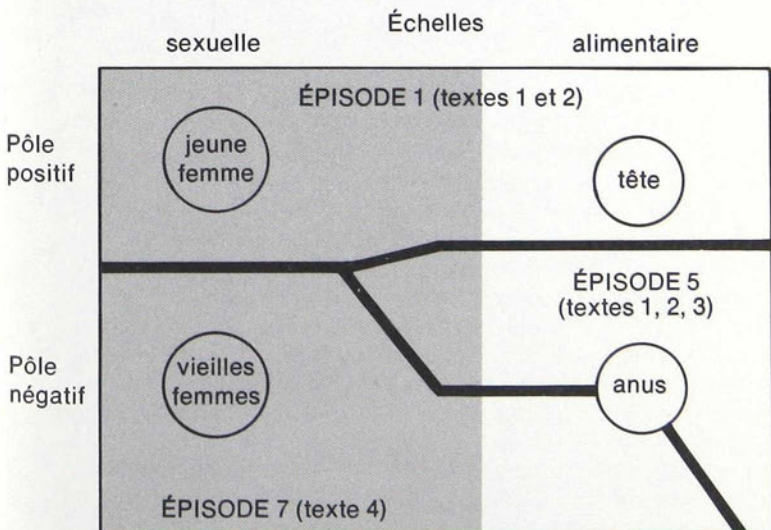 Échelles
sexuelle
alimentaire
ÉPISODE 1 (textes 1 et 2)
Pôle
positif
jeune
femme
tête
ÉPISODE 5
(textes 1, 2, 3)
Pôle
négatif
vieilles
femmes
anus
ÉPISODE 7 (texte 4)